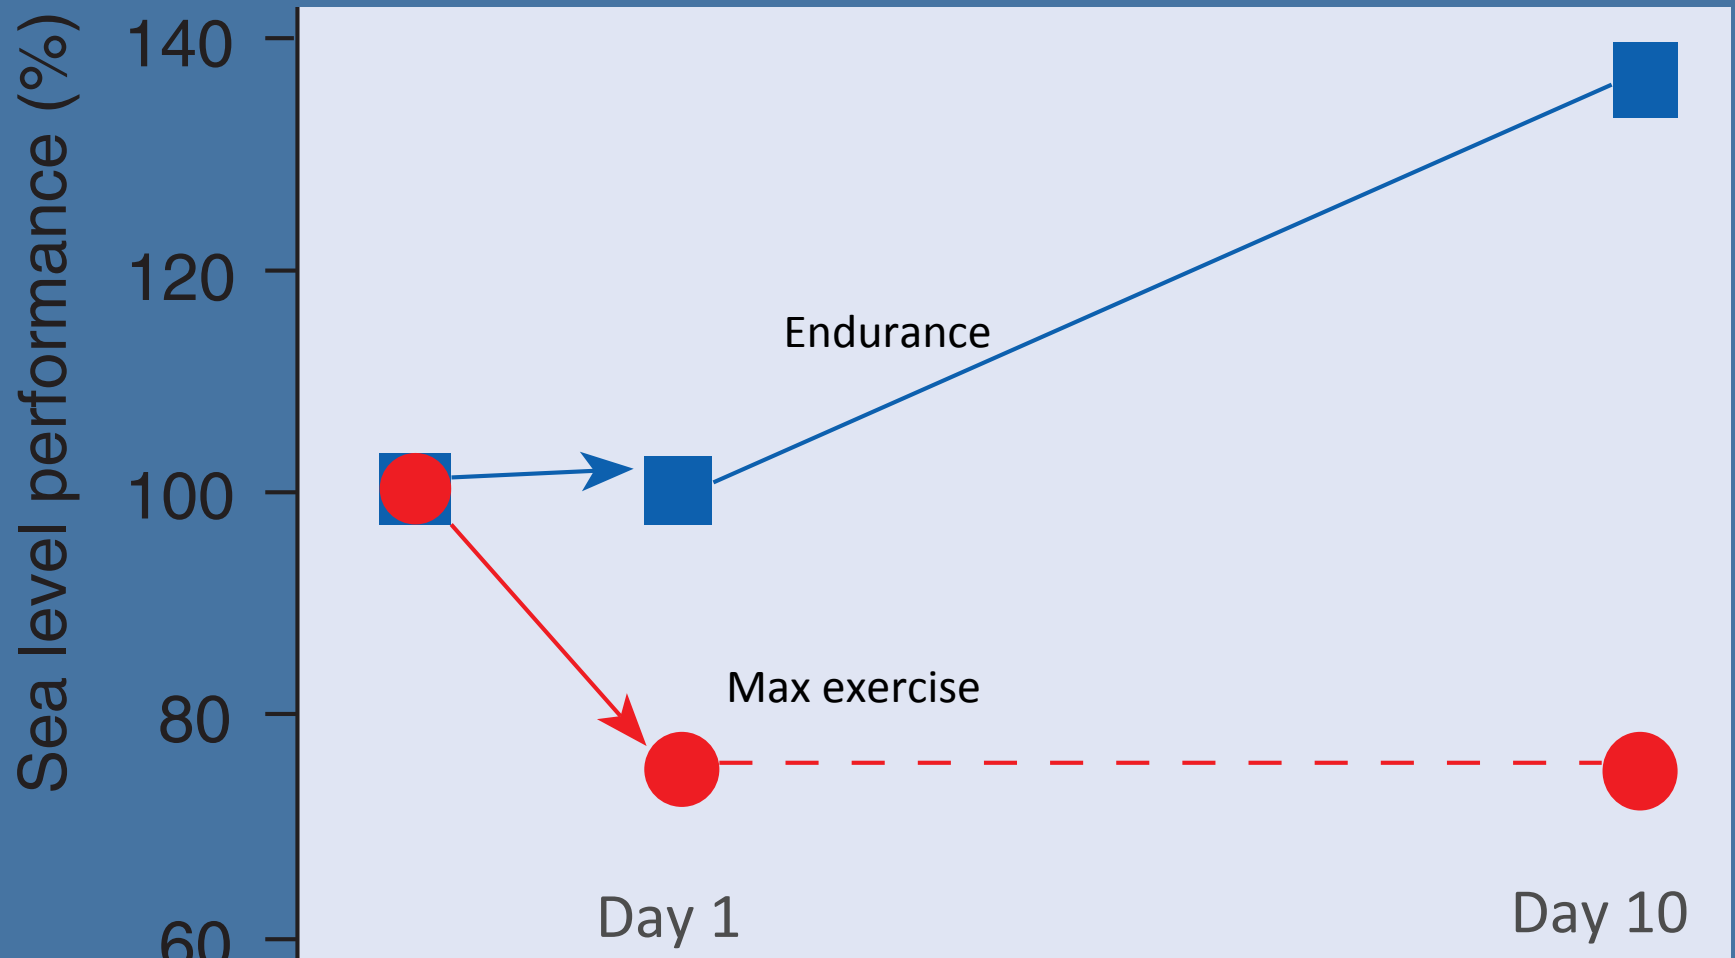 Sea level performance (%)
140
120
100
80
60
Endurance
Max exercise
Day 1
Day 10